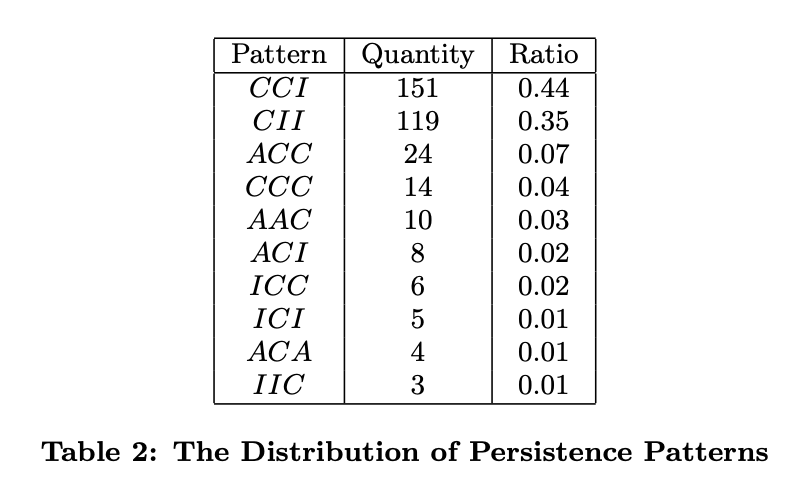 Pattern Quantity Ratio
CCI 151 0.44
CII 119 0.35
ACC 24 0.07
CCC 14 0.04
AAC 10 0.03
ACI 8 0.02
ICC 6 0.02
ICI 5 0.01
ACA 4 0.01
IIC 3 0.01
Table 2: The Distribution of Persistence Patterns